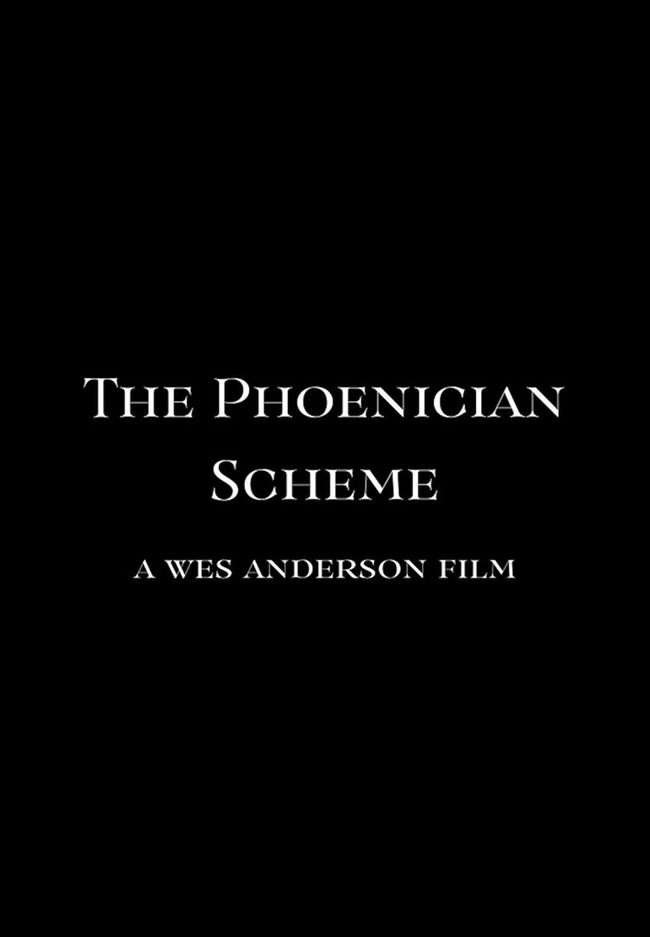 The Phoenician
Scheme
A WES ANDERSON FILM